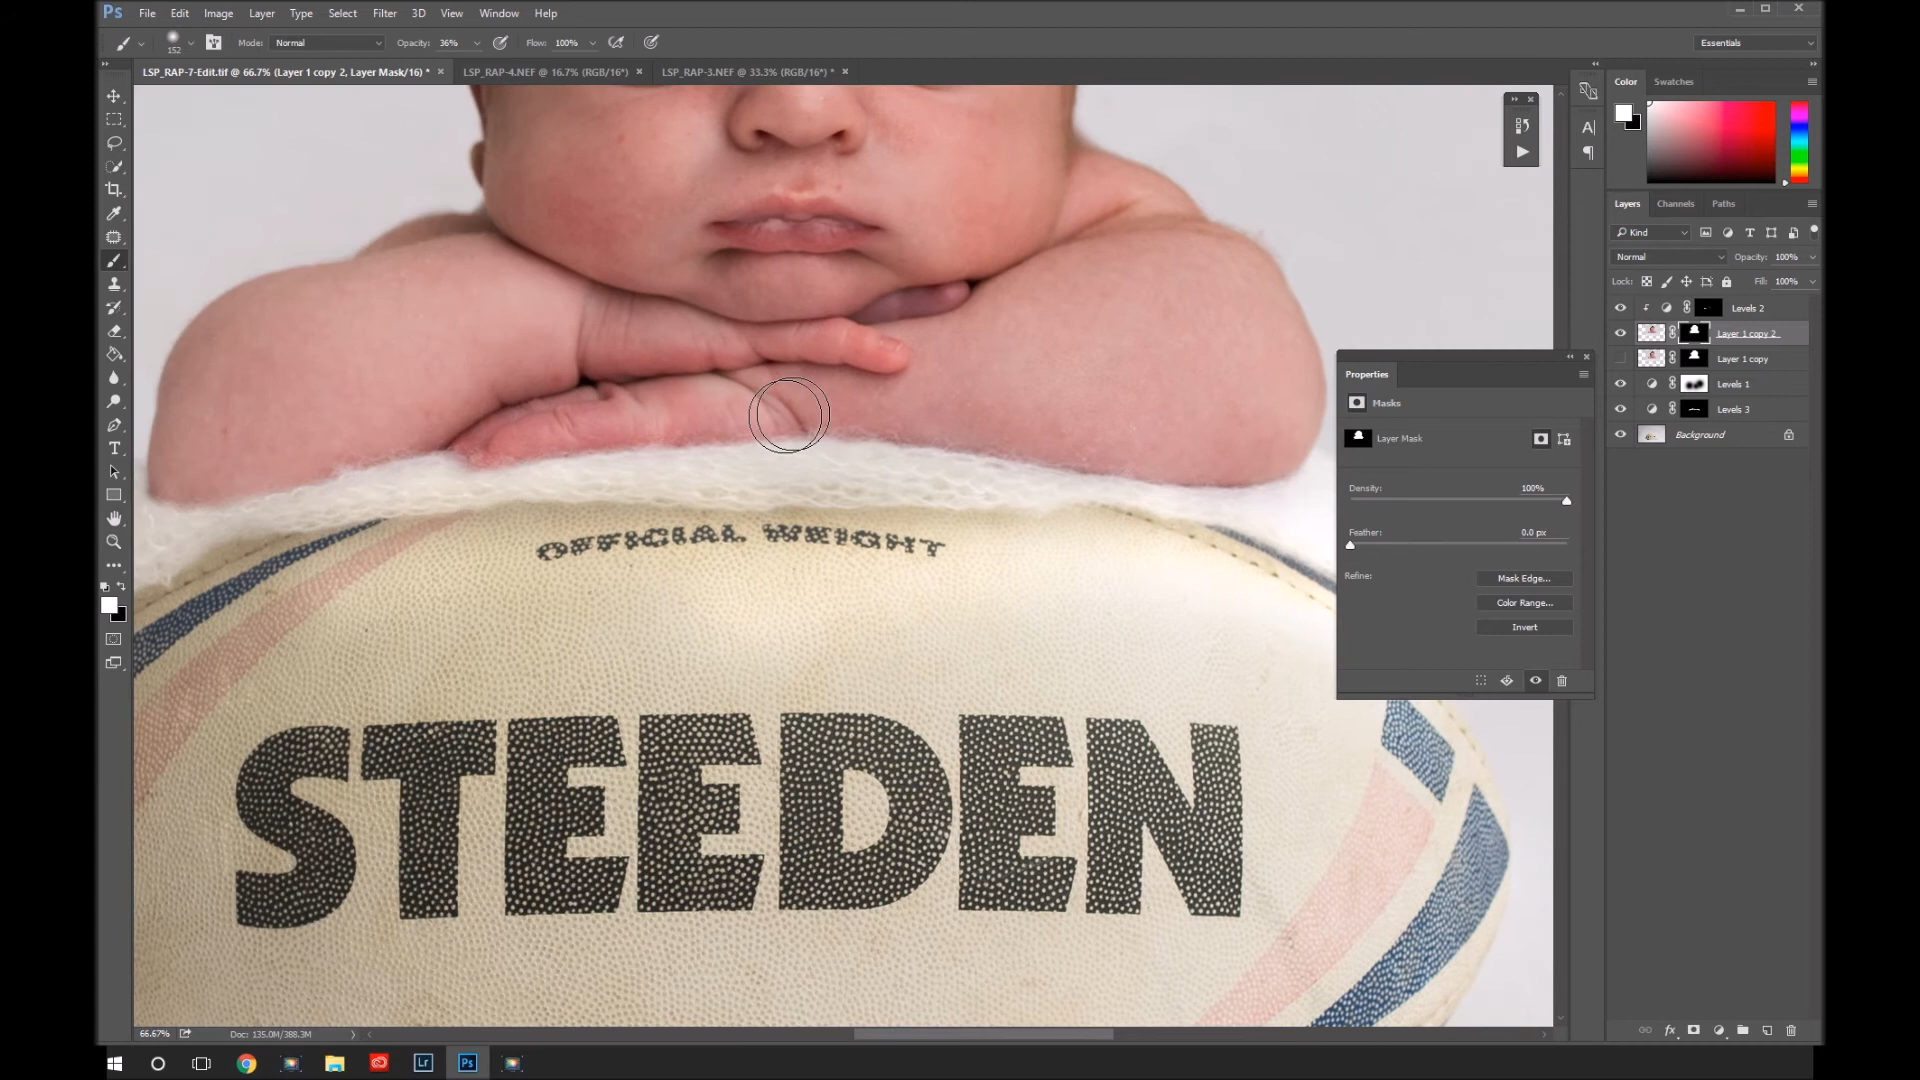 Ps File Edit Image Layer Type Select Filter 3D View Window Help
152 Mode: Normal Opacity: 36% Flow: 100% Essentials
LSP_RAP-7-Edit.tif @ 66.7% (Layer 1 copy 2, Layer Mask/16) * × LSP_RAP-4.NEF @ 16.7% (RGB/16*) × LSP_RAP-3.NEF @ 33.3% (RGB/16*) * ×
Color Swatches
Layers Channels Paths
Kind
Normal Opacity: 100%
Lock: Fill: 100%
Levels 2
Layer 1 copy 2
Layer 1 copy
Levels 1
Levels 3
Background
Properties
Masks
Layer Mask
Density: 100%
Feather: 0.0 px
Refine: Mask Edge...
Color Range...
Invert
OFFICIAL WEIGHT
STEEDEN
66.67% Doc: 135.0M/388.3M
Lr Ps